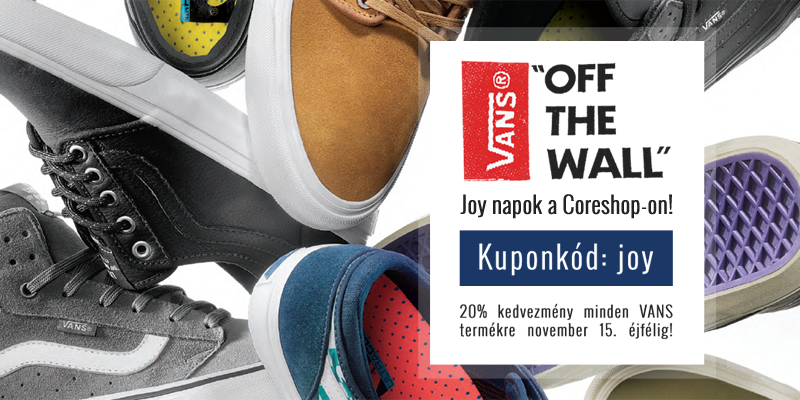 VANS®
"OFF
THE
WALL"
Joy napok a Coreshop-on!
Kuponkód: joy
20% kedvezmény minden VANS
termékre november 15. éjfélig!
VANS
VANS